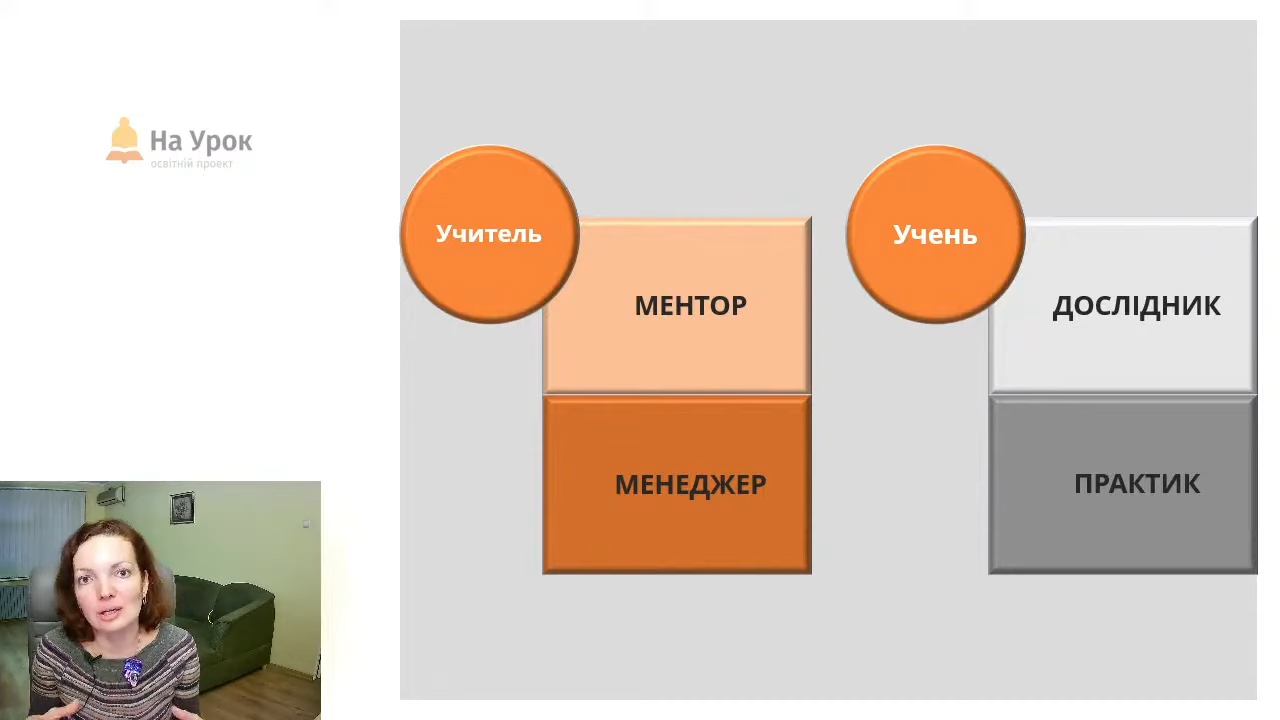 На Урок
освітній проект
Учитель
МЕНТОР
МЕНЕДЖЕР
Учень
ДОСЛІДНИК
ПРАКТИК